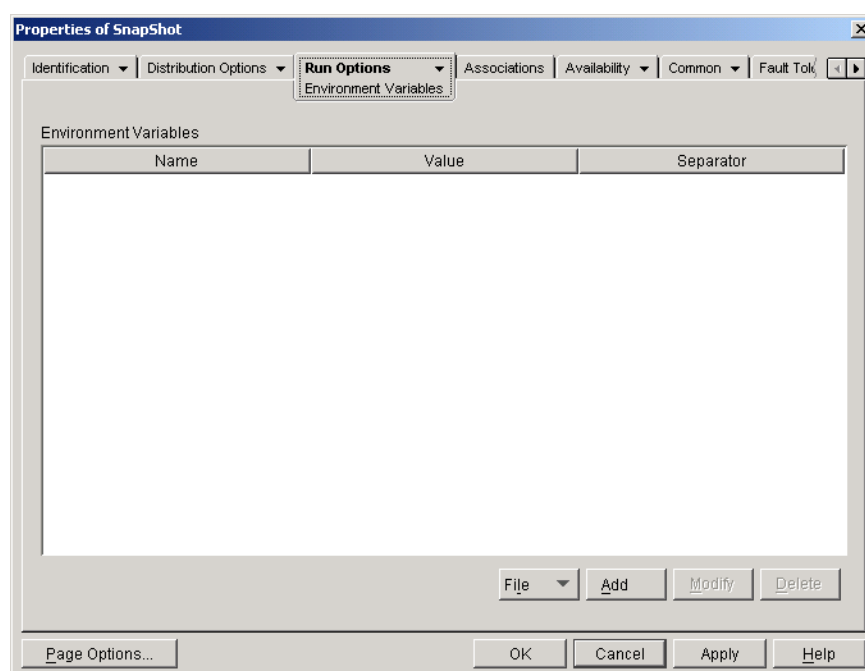 Properties of SnapShot
Identification Distribution Options Run Options Associations Availability Common Fault
Environment Variables
Environment Variables
Name Value Separator
File Add Modify Delete
Page Options... OK Cancel Apply Help